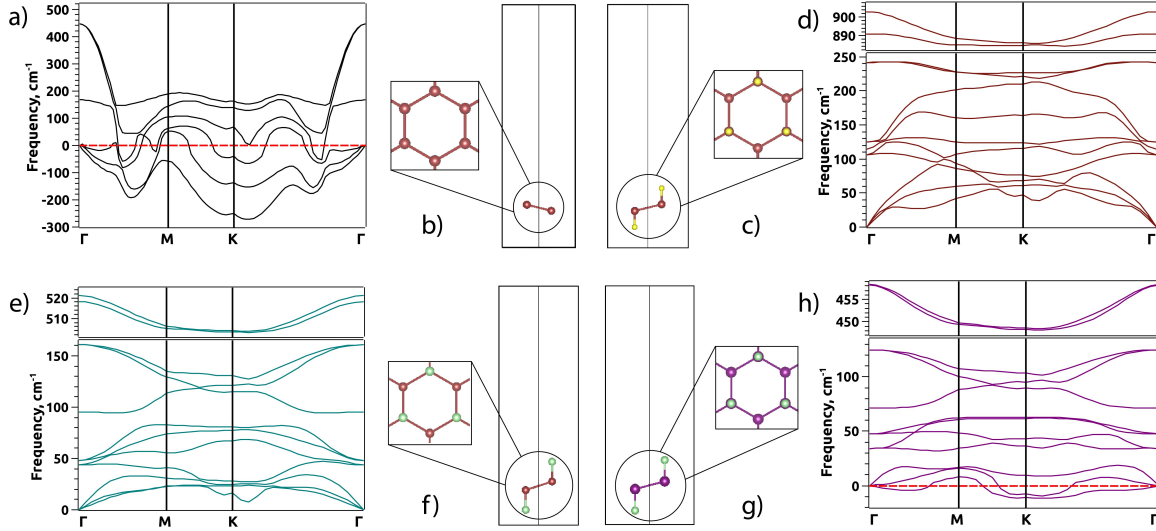 a)
500
400
300
200
100
0
-100
-200
-300
Frequency, cm⁻¹
Γ M K Γ
b)
c)
d)
900
890
250
200
150
100
50
0
Frequency, cm⁻¹
Γ M K Γ
e)
520
510
150
100
50
0
Frequency, cm⁻¹
Γ M K Γ
f)
g)
h)
455
450
100
50
0
Frequency, cm⁻¹
Γ M K Γ